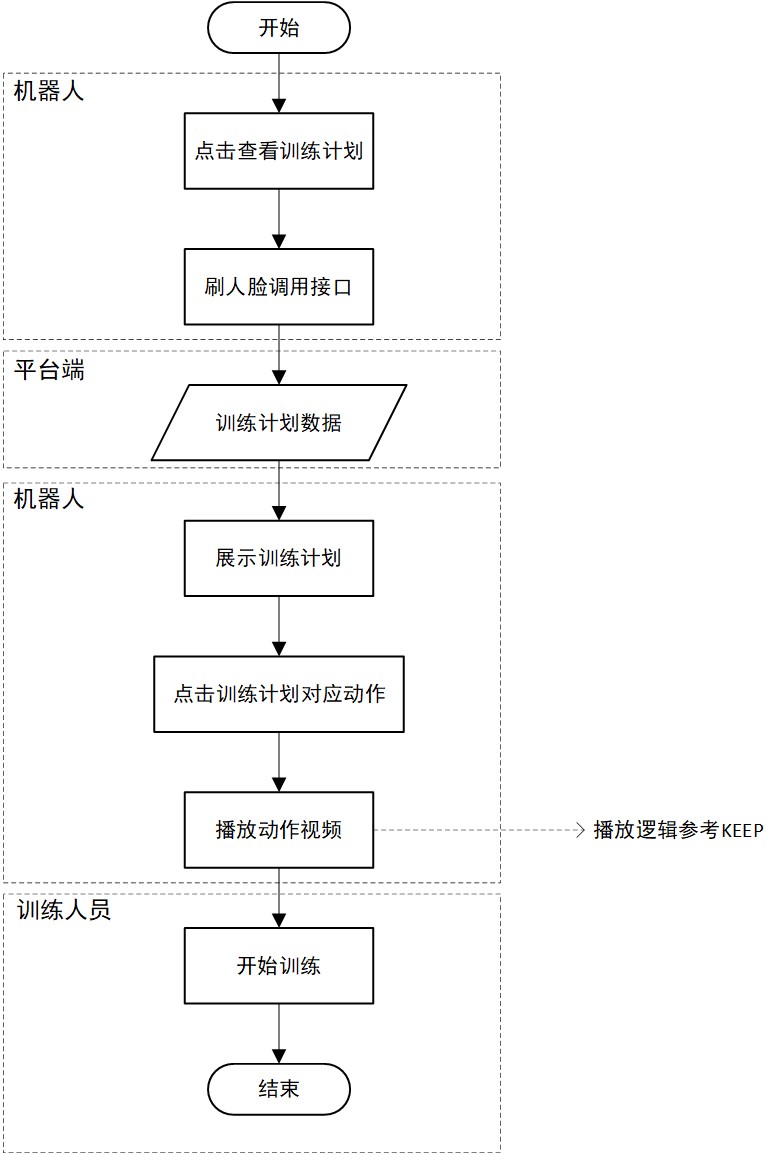 开始
机器人
点击查看训练计划
刷人脸调用接口
平台端
训练计划数据
机器人
展示训练计划
点击训练计划对应动作
播放动作视频
播放逻辑参考KEEP
训练人员
开始训练
结束